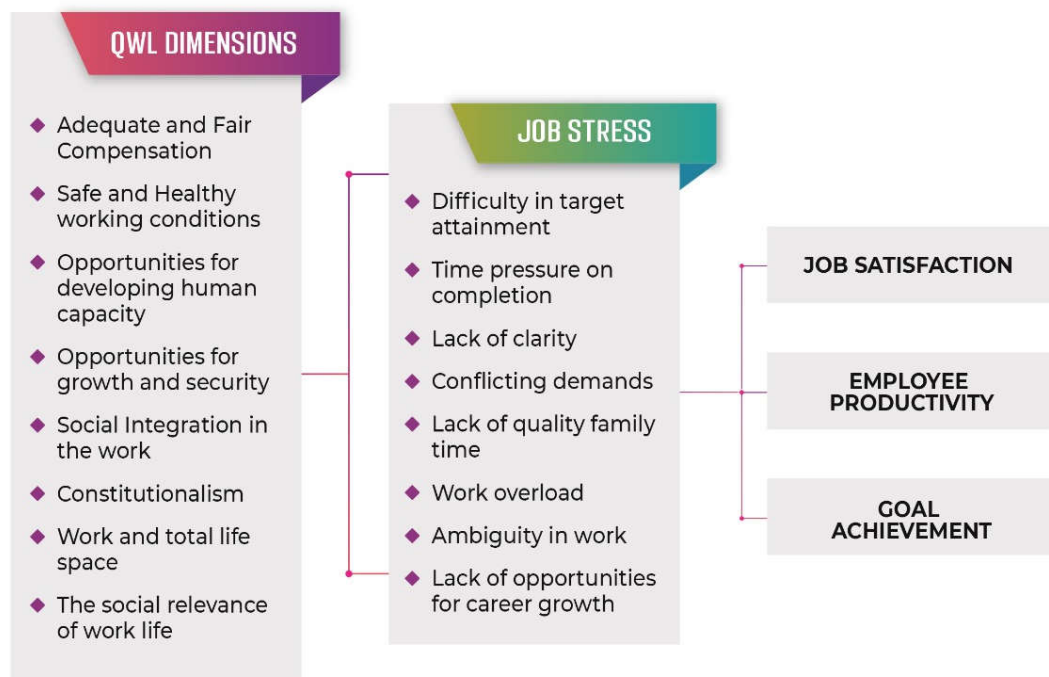 QWL DIMENSIONS
Adequate and Fair
Compensation
Safe and Healthy
working conditions
Opportunities for
developing human
capacity
Opportunities for
growth and security
Social Integration in
the work
Constitutionalism
Work and total life
space
The social relevance
of work life
JOB STRESS
Difficulty in target
attainment
Time pressure on
completion
Lack of clarity
Conflicting demands
Lack of quality family
time
Work overload
Ambiguity in work
Lack of opportunities
for career growth
JOB SATISFACTION
EMPLOYEE
PRODUCTIVITY
GOAL
ACHIEVEMENT